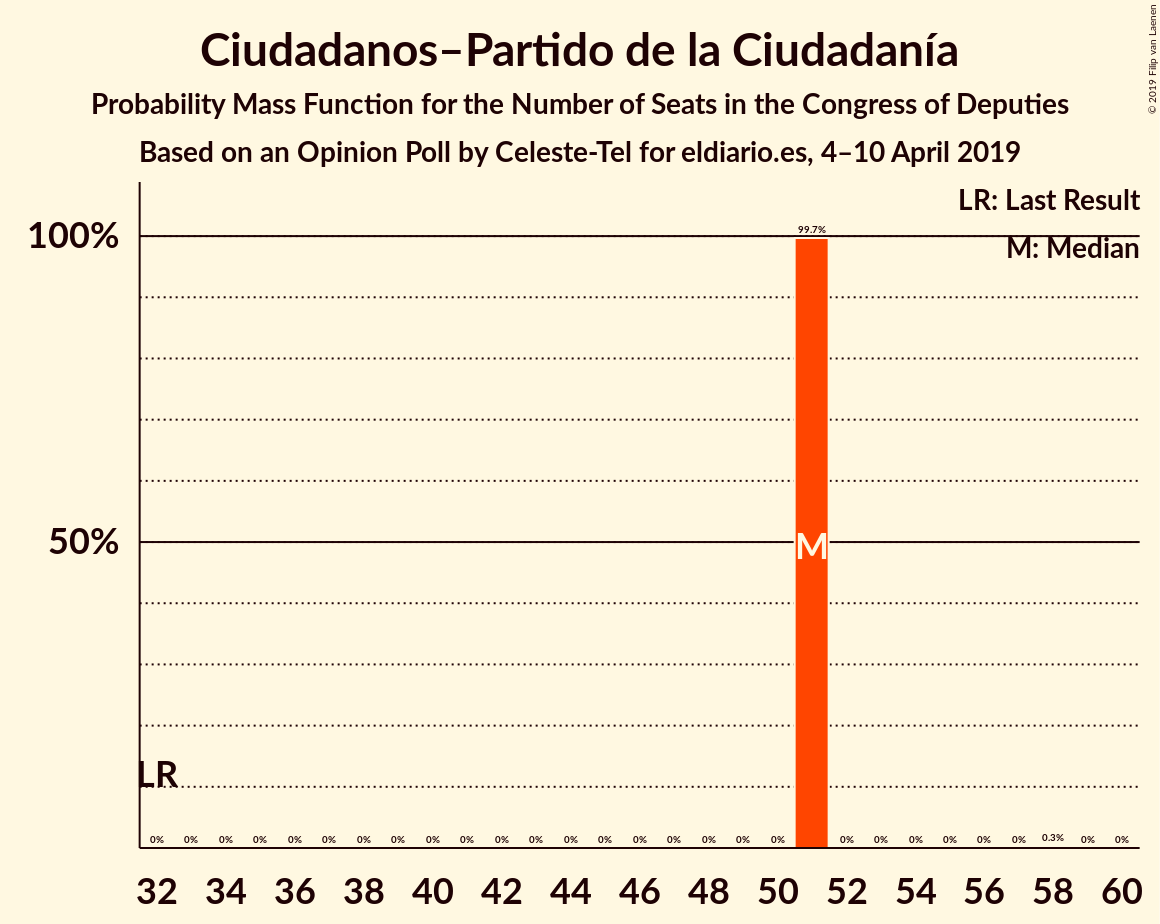 Ciudadanos–Partido de la Ciudadanía
Probability Mass Function for the Number of Seats in the Congress of Deputies
Based on an Opinion Poll by Celeste-Tel for eldiario.es, 4–10 April 2019
© 2019 Filip van Laenen
LR: Last Result
M: Median
100%
99.7%
50%
M
LR
0% 0% 0% 0% 0% 0% 0% 0% 0% 0% 0% 0% 0% 0% 0% 0% 0% 0% 0% 0% 0% 0% 0% 0% 0% 0.3% 0% 0%
32 34 36 38 40 42 44 46 48 50 52 54 56 58 60